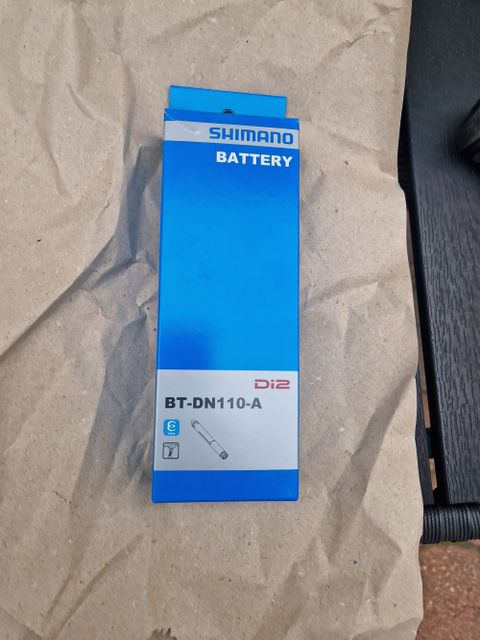 SHIMANO
BATTERY
Di2
BT-DN110-A